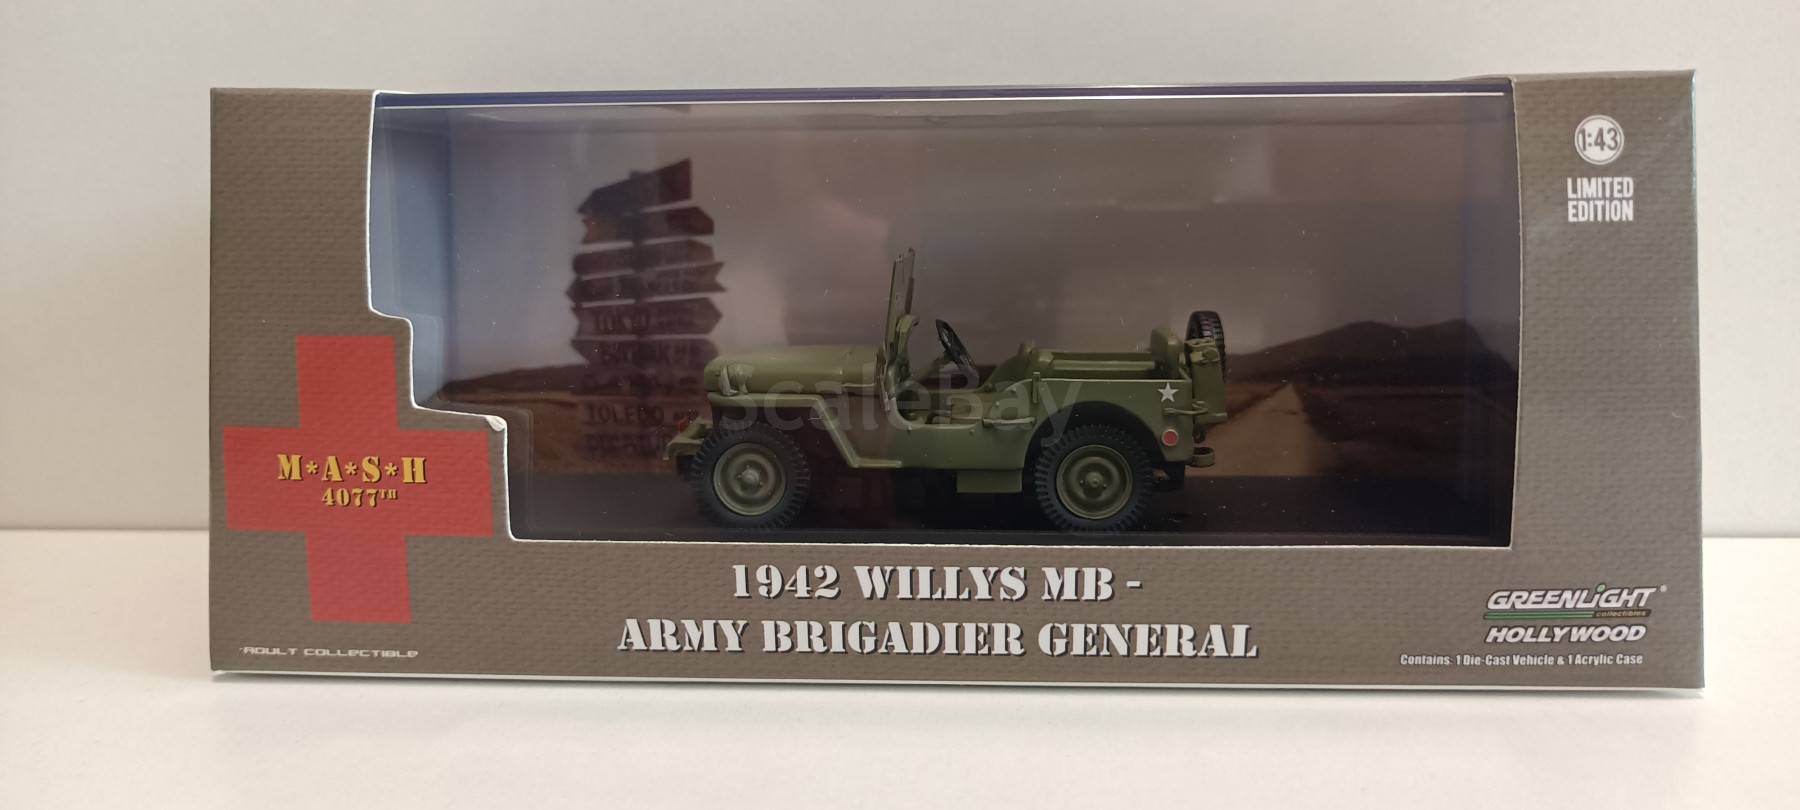 1:43
LIMITED
EDITION
TOKYO
TOLEDO
ScaleBay
M*A*S*H
4077TH
1942 WILLYS MB -
ARMY BRIGADIER GENERAL
ADULT COLLECTIBLE
GREENLIGHT®
collectibles
HOLLYWOOD
Contains: 1 Die-Cast Vehicle & 1 Acrylic Case